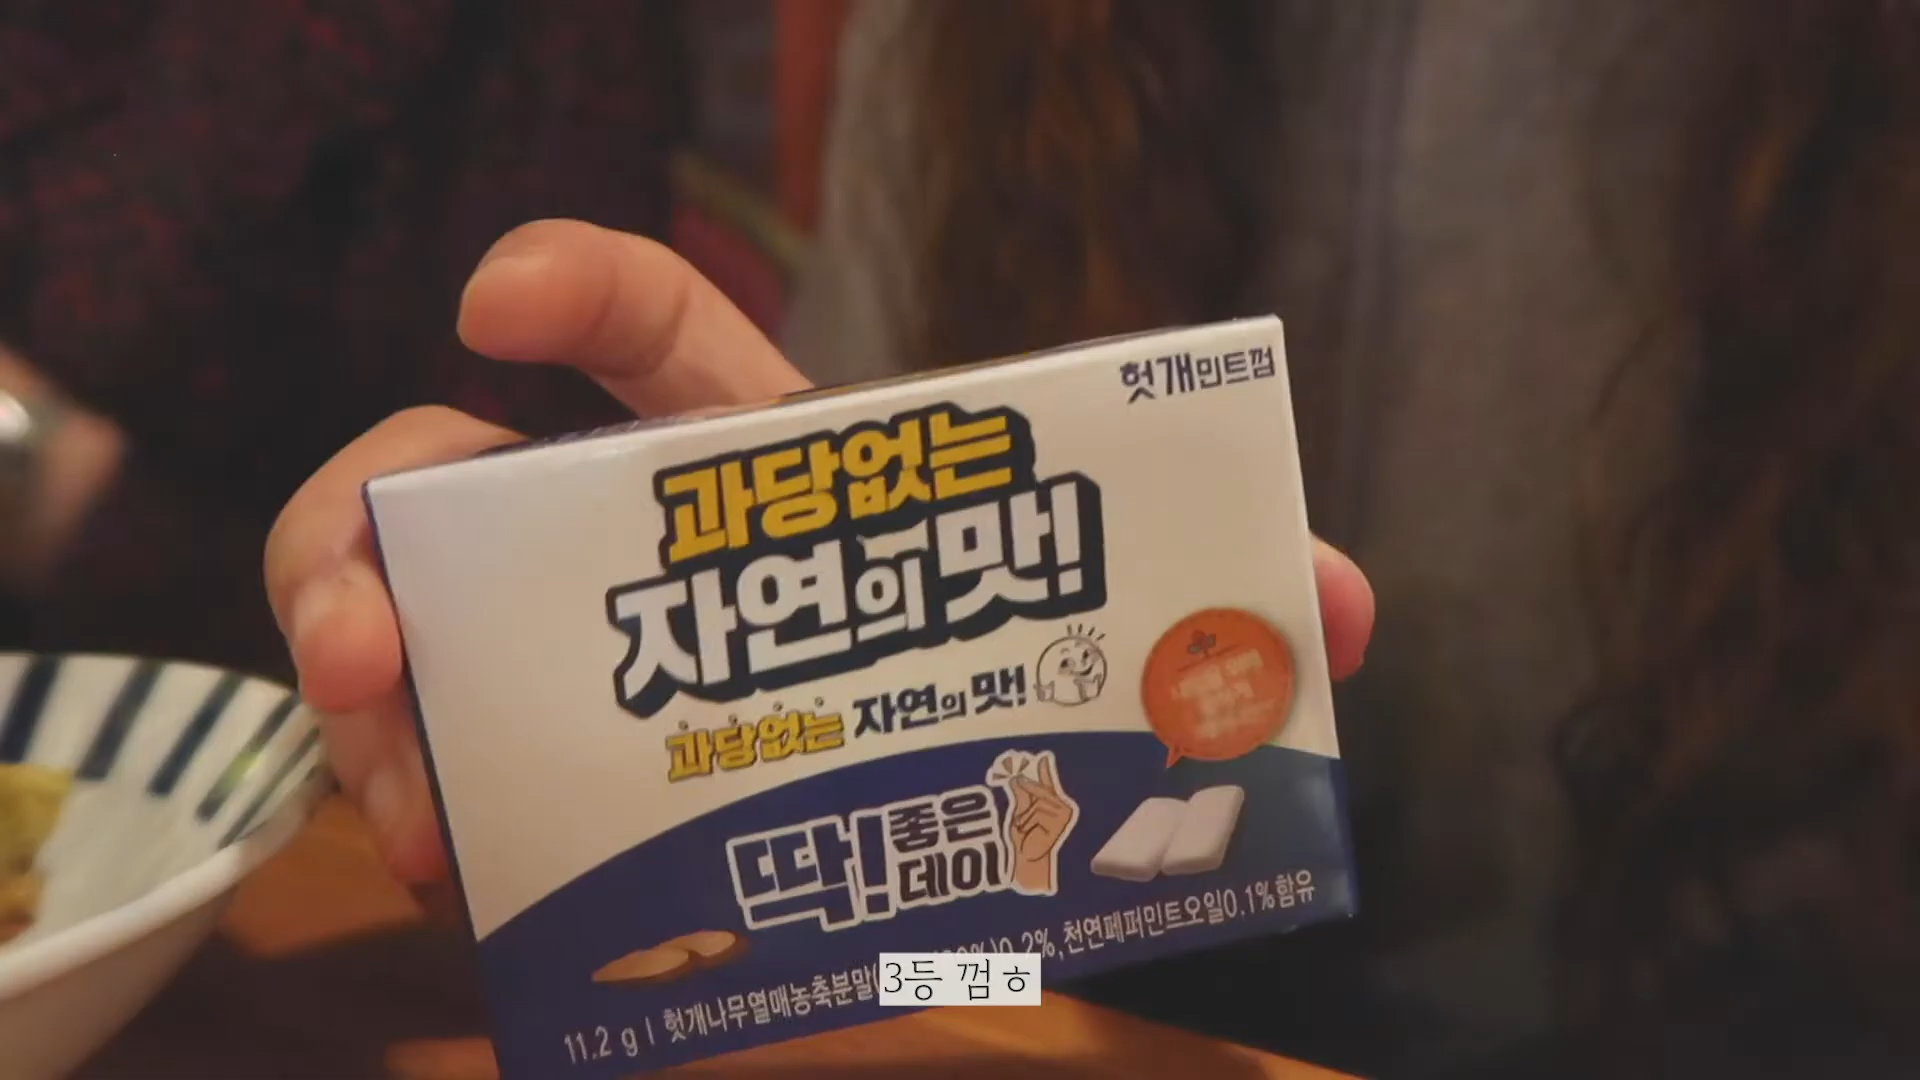 헛개민트껌
과당없는
자연의 맛!
과당없는 자연의 맛!
딱! 좋은
데이
11.2 g | 헛개나무열매농축분말( 0.2%, 천연페퍼민트오일0.1%함유
3등 껌ㅎ